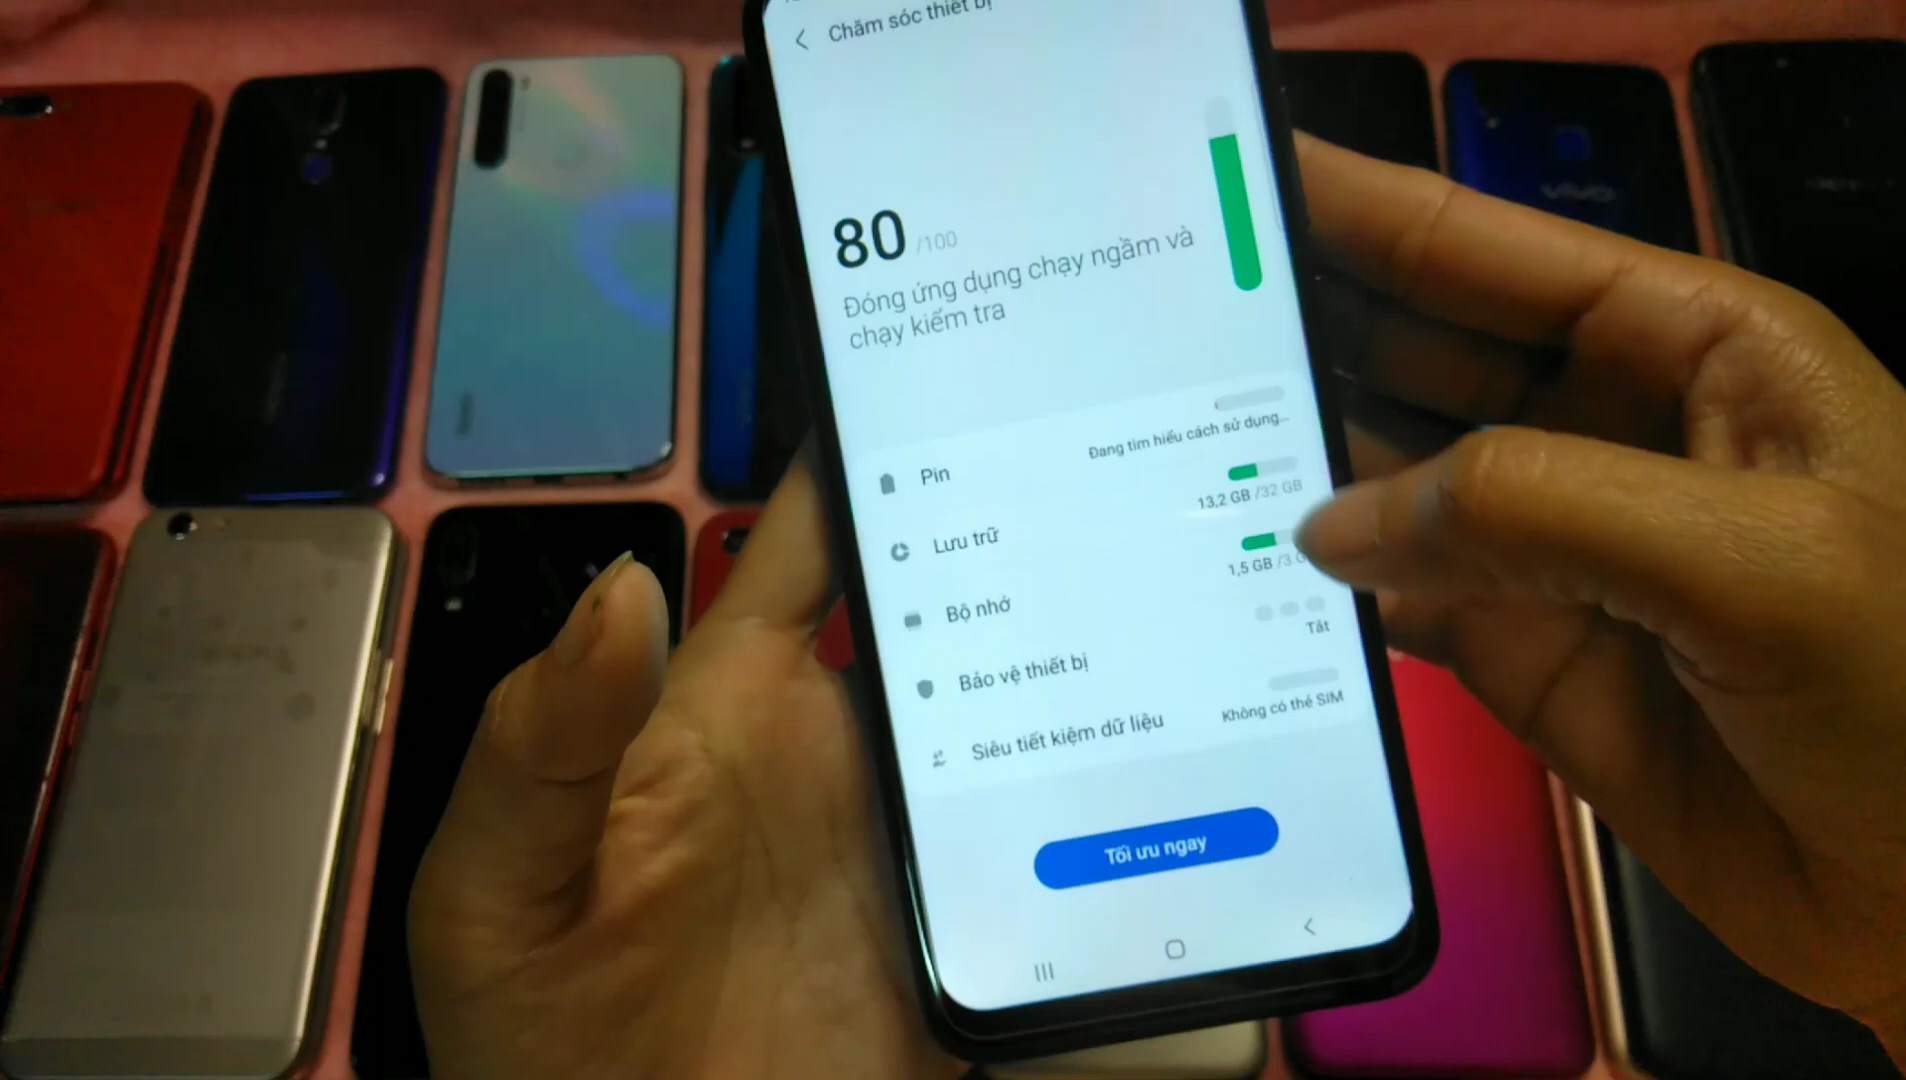 Chăm sóc thiết bị
80 /100
Đóng ứng dụng chạy ngầm và
chạy kiểm tra
Pin
Đang tìm hiểu cách sử dụng...
Lưu trữ
13,2 GB /32 GB
Bộ nhớ
1,5 GB /3 G
Bảo vệ thiết bị
Tắt
Siêu tiết kiệm dữ liệu
Không có thẻ SIM
Tối ưu ngay
vivo